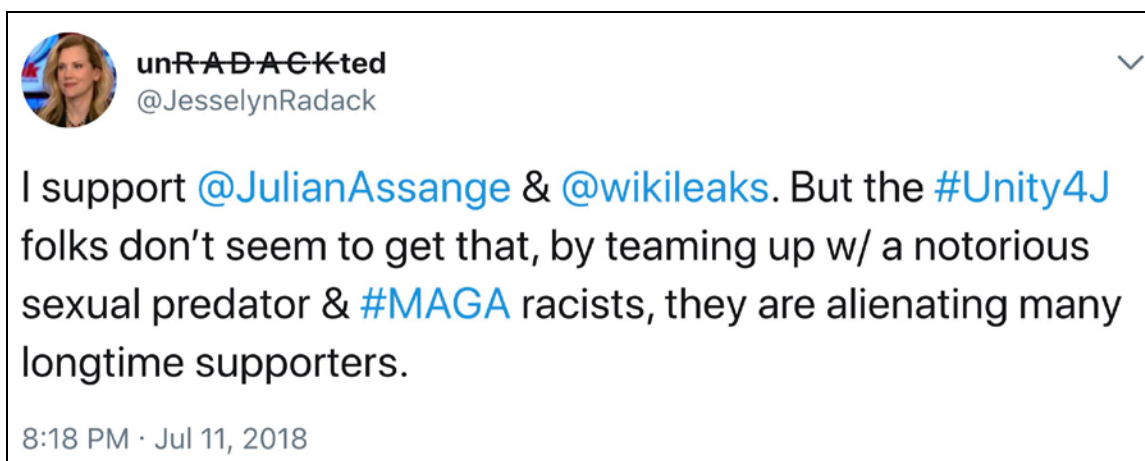 unRADACKted
@JesselynRadack
I support @JulianAssange & @wikileaks. But the #Unity4J
folks don’t seem to get that, by teaming up w/ a notorious
sexual predator & #MAGA racists, they are alienating many
longtime supporters.
8:18 PM · Jul 11, 2018